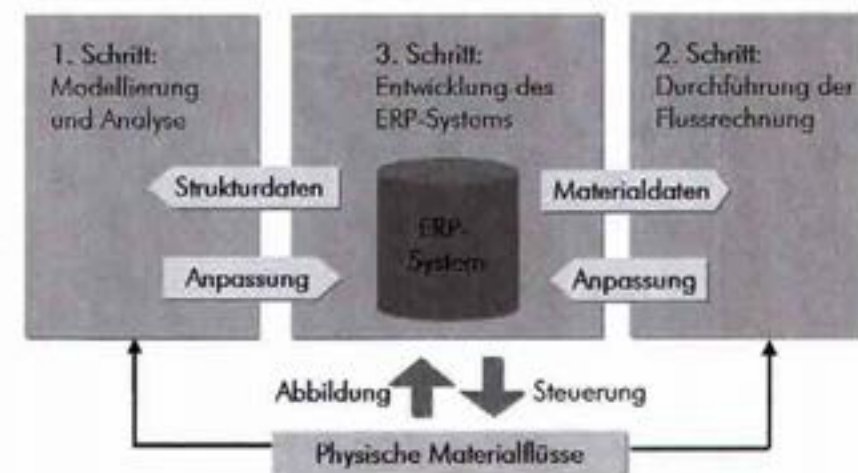 1. Schritt:
Modellierung
und Analyse
3. Schritt:
Entwicklung des
ERP-Systems
2. Schritt:
Durchführung der
Flussrechnung
Strukturdaten
Materialdaten
ERP-
System
Anpassung
Anpassung
Abbildung
Steuerung
Physische Materialflüsse